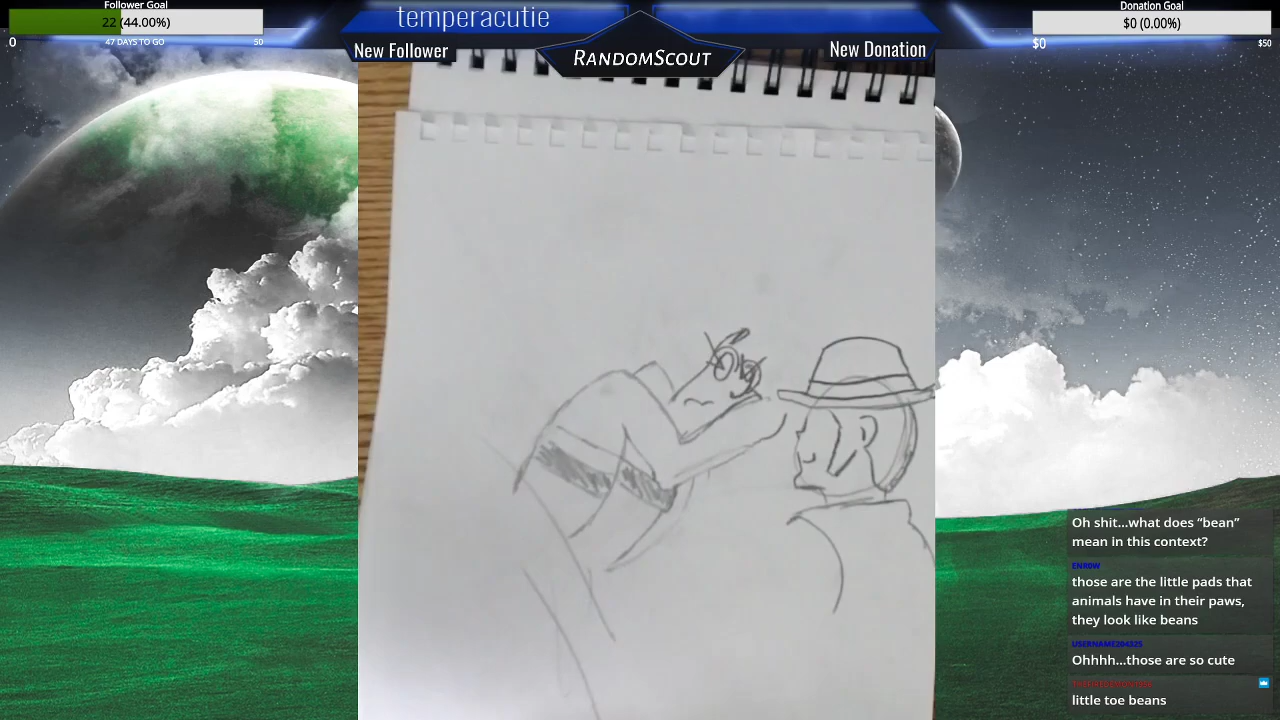 Follower Goal
22 (44.00%)
0
47 DAYS TO GO
50
temperacutie
New Follower
RandomScout
New Donation
Donation Goal
$0 (0.00%)
$0
$50
Oh shit...what does “bean”
mean in this context?
ENR0W
those are the little pads that
animals have in their paws,
they look like beans
USERNAME204325
Ohhhh...those are so cute
little toe beans